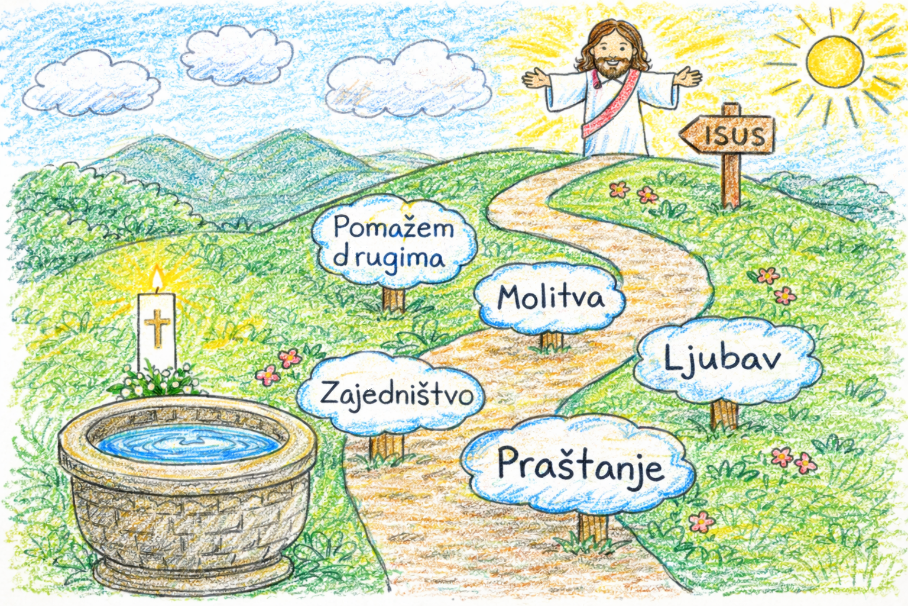 ISUS
Pomažem
drugima
Molitva
Ljubav
Zajedništvo
Praštanje